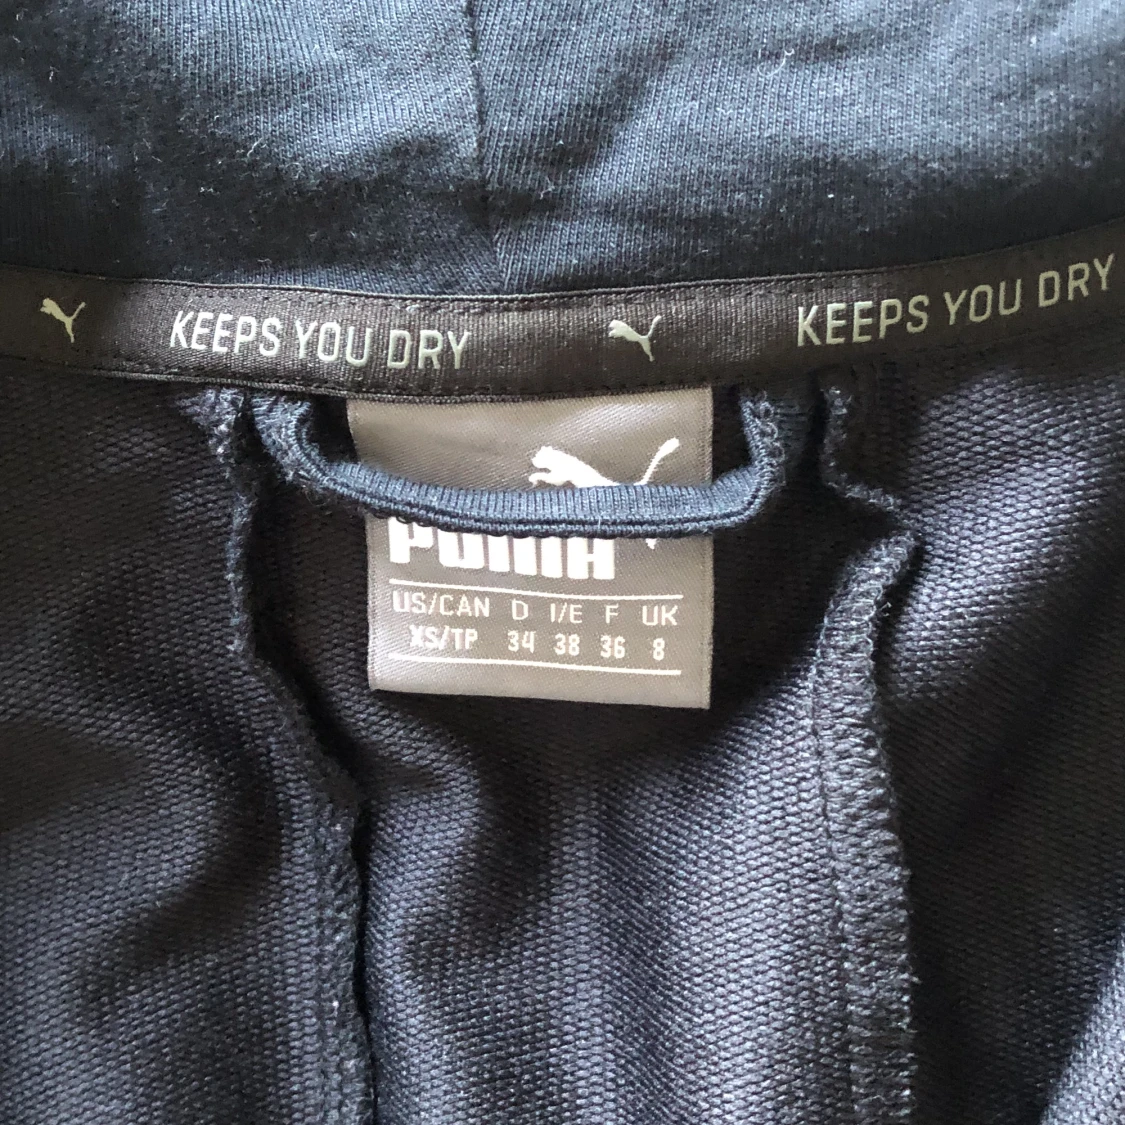 KEEPS YOU DRY KEEPS YOU DRY
PUMA
US/CAN D I/E F UK
XS/TP 34 38 36 8